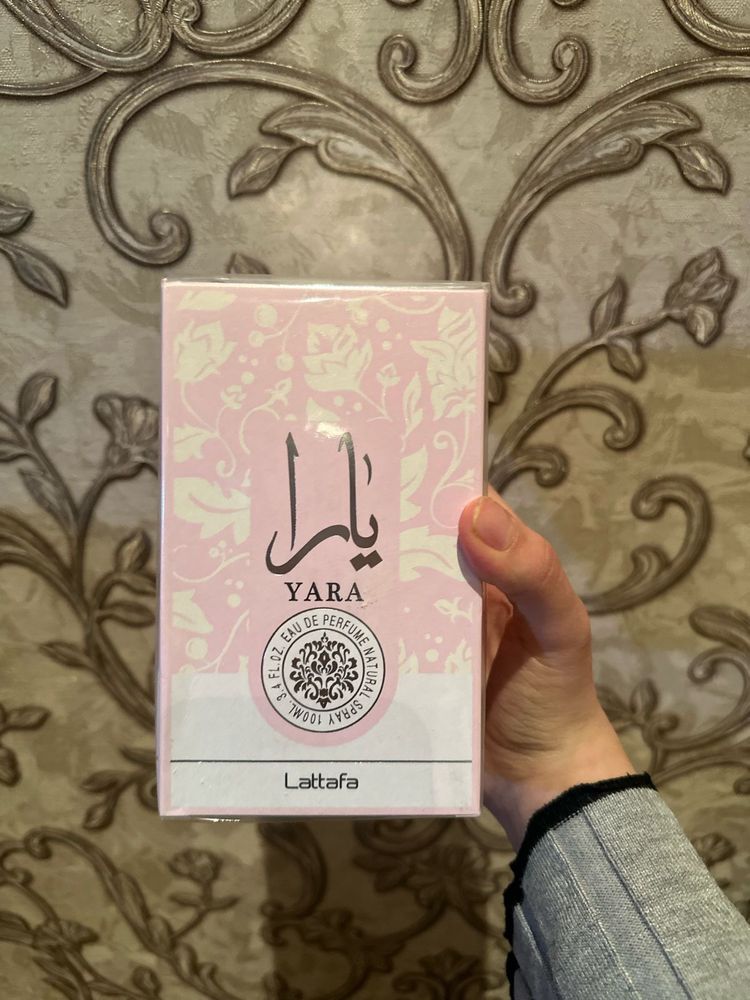 يارا
YARA
EAU DE PERFUME NATURAL SPRAY 100ML. 3.4 FL.OZ.
Lattafa